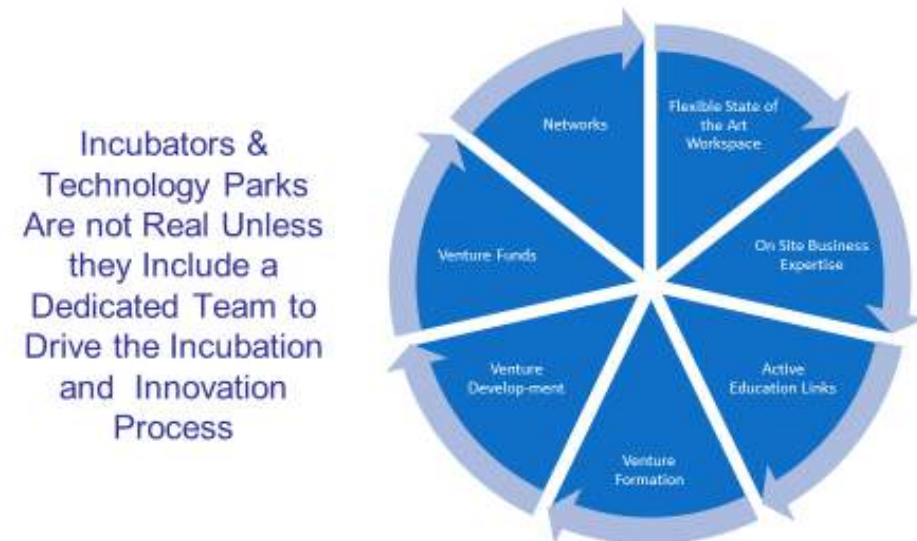 Incubators &
Technology Parks
Are not Real Unless
they Include a
Dedicated Team to
Drive the Incubation
and Innovation
Process
Flexible State of
the Art
Workspace
On Site Business
Expertise
Active
Education Links
Venture
Formation
Venture
Develop-ment
Venture Funds
Networks